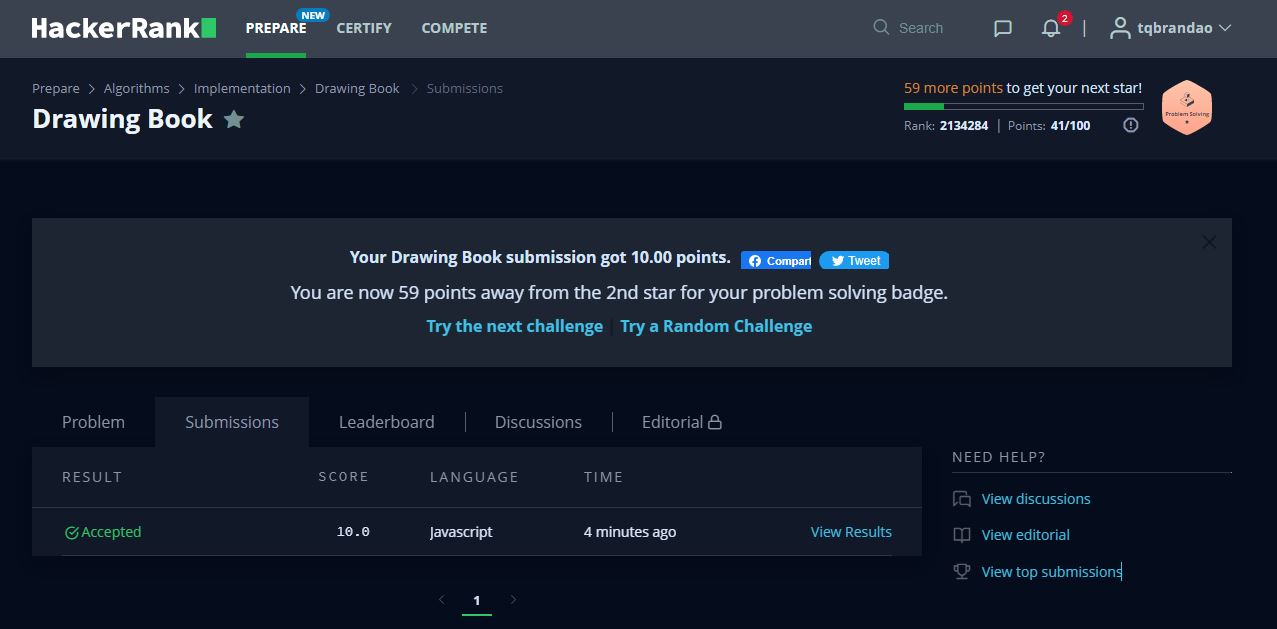 HackerRank PREPARE NEW CERTIFY COMPETE Search 2 | tqbrandao
Prepare > Algorithms > Implementation > Drawing Book > Submissions
Drawing Book
59 more points to get your next star!
Rank: 2134284 | Points: 41/100
Problem Solving
Your Drawing Book submission got 10.00 points. Compart Tweet
You are now 59 points away from the 2nd star for your problem solving badge.
Try the next challenge | Try a Random Challenge
Problem Submissions Leaderboard | Discussions | Editorial
RESULT SCORE LANGUAGE TIME
Accepted 10.0 Javascript 4 minutes ago View Results
< 1 >
NEED HELP?
View discussions
View editorial
View top submissions